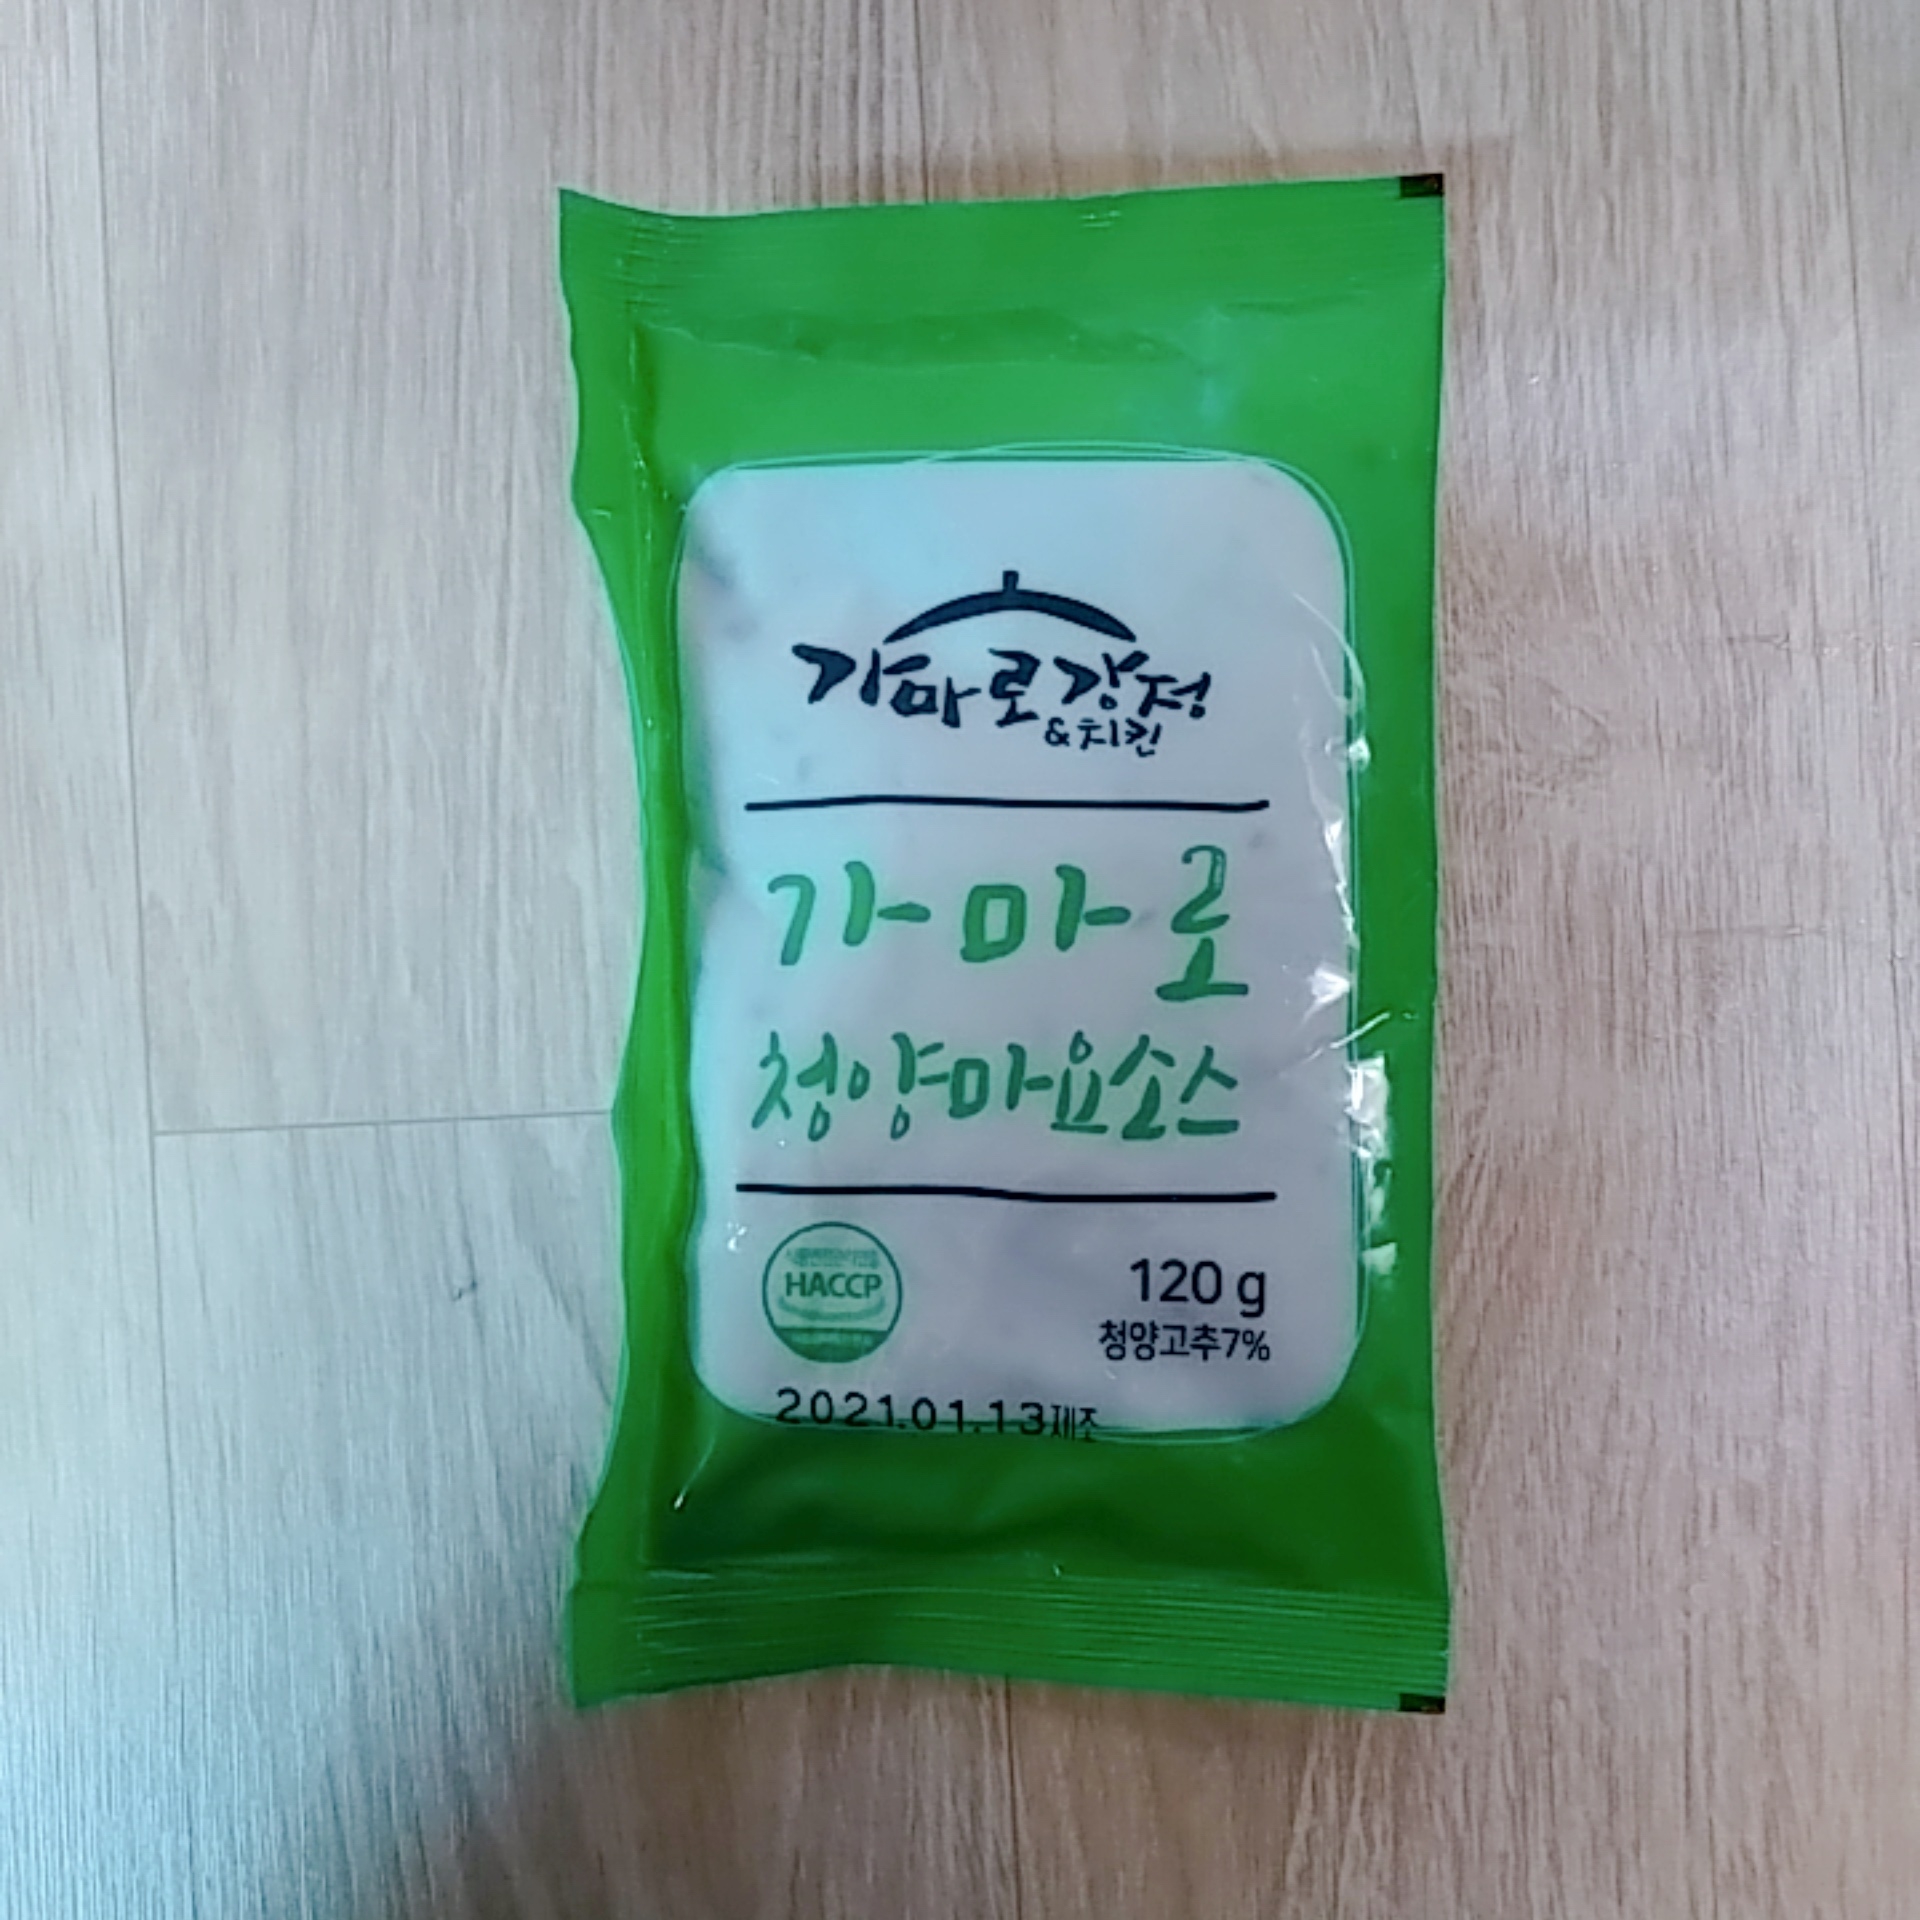 가마로강정
&치킨
가마로
청양마요소스
HACCP
120 g
청양고추7%
2021.01.13제조